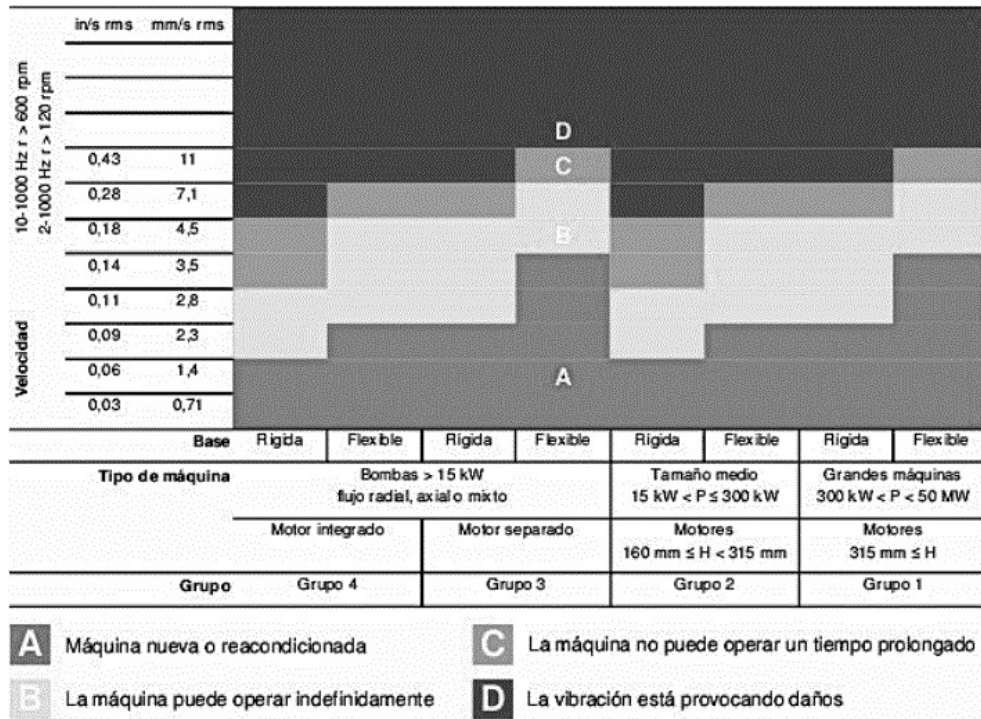 in/s rms mm/s rms
10-1000 Hz r > 600 rpm
2-1000 Hz r > 120 rpm
Velocidad
D
0,43 11
C
0,28 7,1
0,18 4,5
B
0,14 3,5
0,11 2,8
0,09 2,3
0,06 1,4
A
0,03 0,71
Base Rígida Flexible Rígida Flexible Rígida Flexible Rígida Flexible
Tipo de máquina Bombas > 15 kW Tamaño medio Grandes máquinas
flujo radial, axial o mixto 15 kW < P ≤ 300 kW 300 kW < P < 50 MW
Motor integrado Motor separado Motores Motores
160 mm ≤ H < 315 mm 315 mm ≤ H
Grupo Grupo 4 Grupo 3 Grupo 2 Grupo 1
A Máquina nueva o reacondicionada C La máquina no puede operar un tiempo prolongado
B La máquina puede operar indefinidamente D La vibración está provocando daños